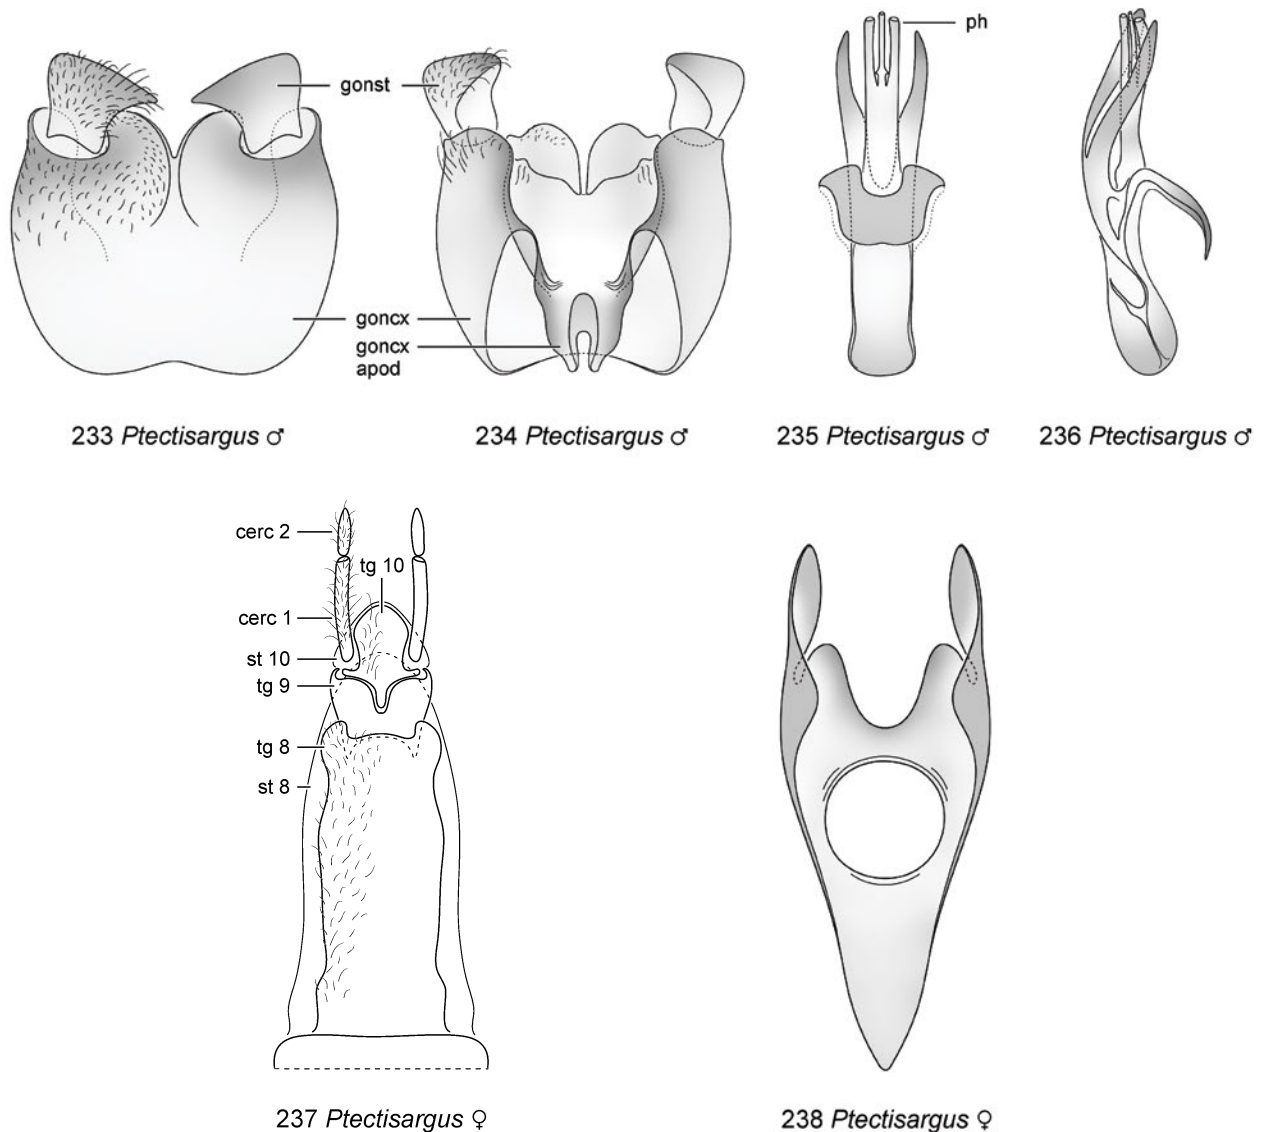 ph
gonst
goncx
goncx
apod
233 Ptectisargus ♂
234 Ptectisargus ♂
235 Ptectisargus ♂
236 Ptectisargus ♂
cerc 2
tg 10
cerc 1
st 10
tg 9
tg 8
st 8
237 Ptectisargus ♀
238 Ptectisargus ♀